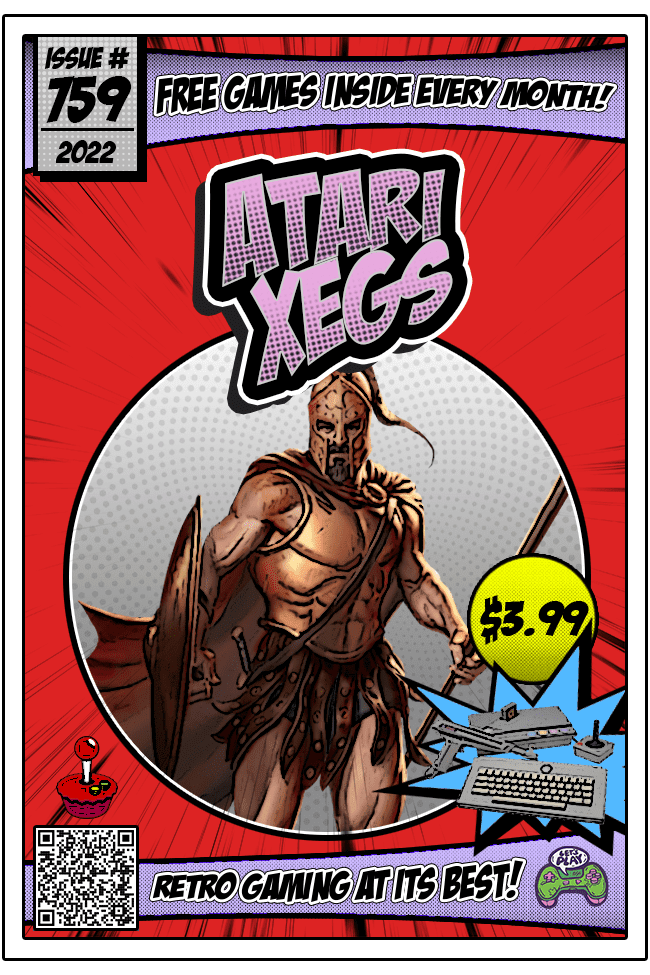 ISSUE #
759
2022
FREE GAMES INSIDE EVERY MONTH!
ATARI
XEGS
$3.99
LET'S
PLAY
RETRO GAMING AT ITS BEST!